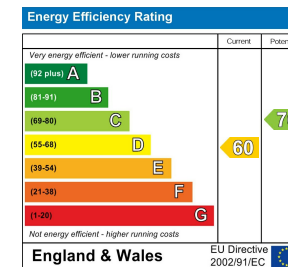 Energy Efficiency Rating
Current
Very energy efficient - lower running costs
(92 plus) A
(81-91) B
(69-80) C
(55-68) D
60
(39-54) E
(21-38) F
(1-20) G
Not energy efficient - higher running costs
England & Wales
EU Directive
2002/91/EC